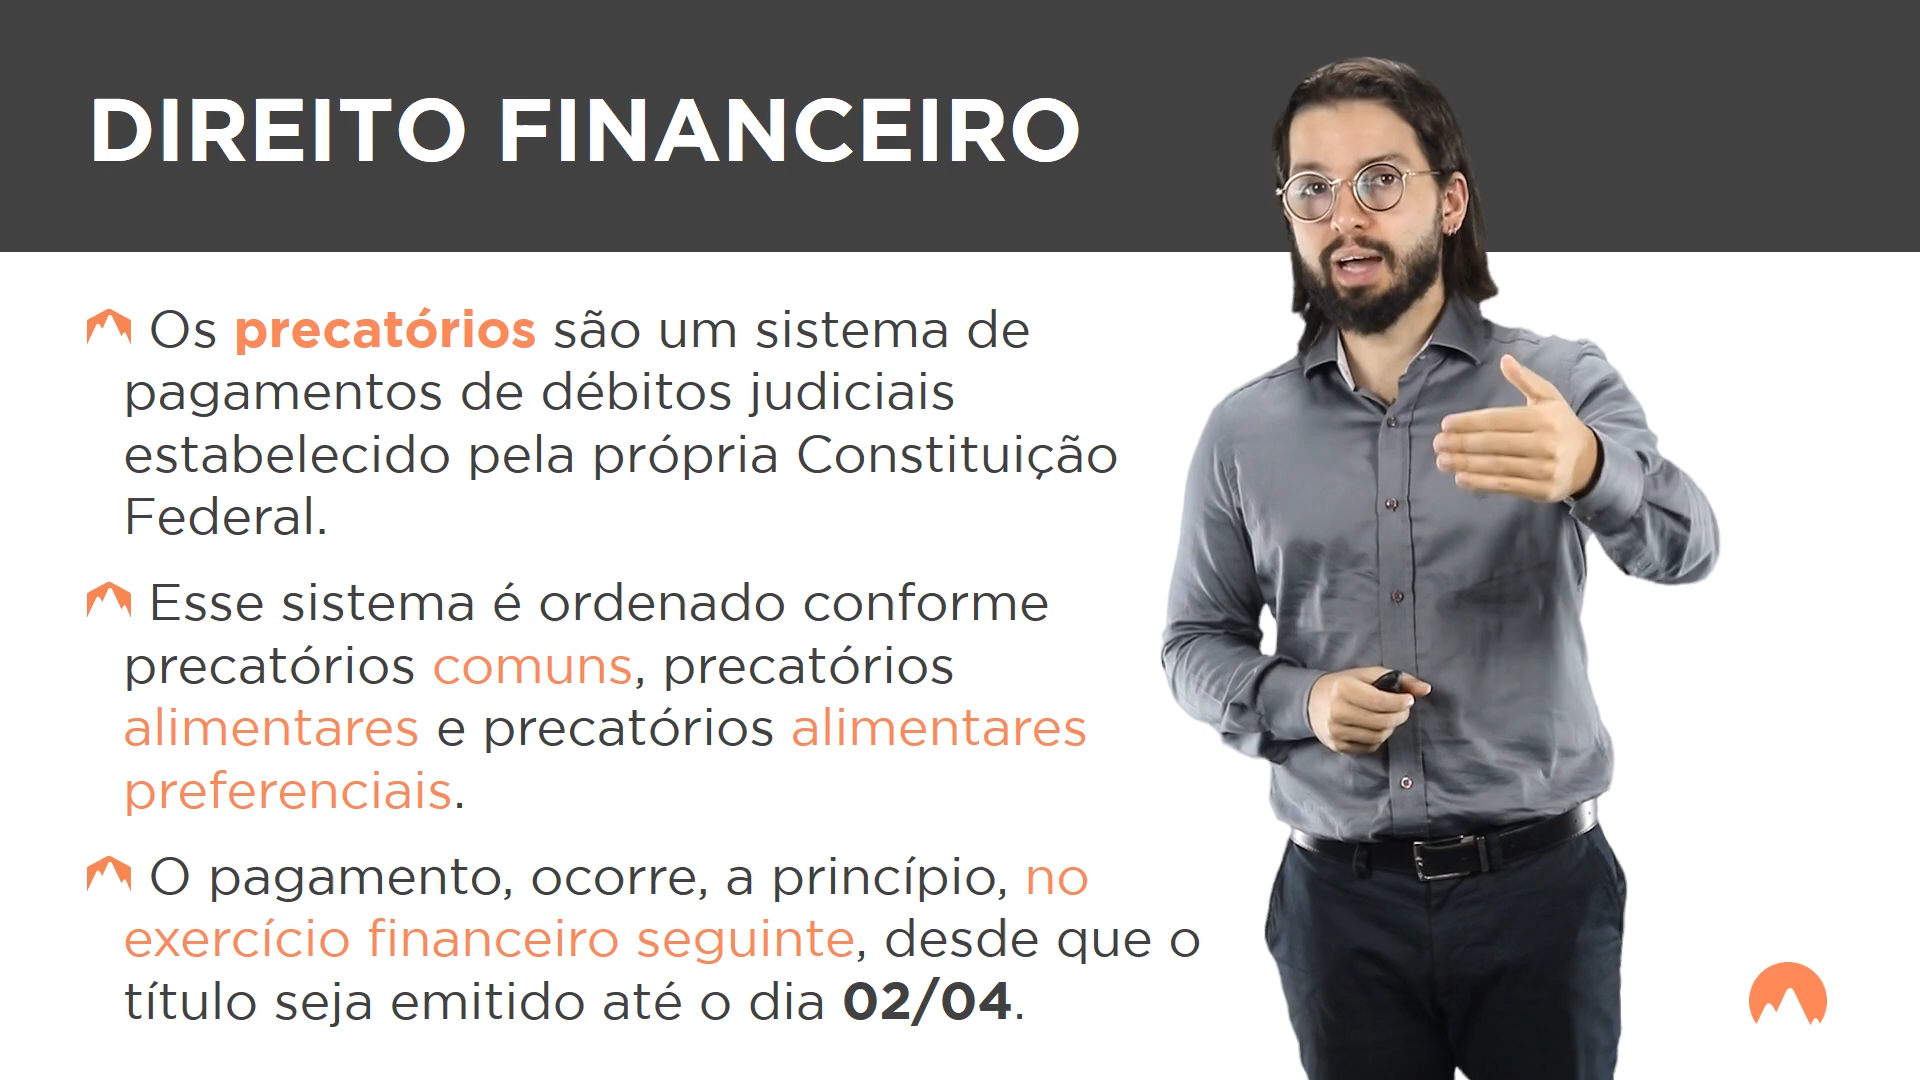 DIREITO FINANCEIRO
Os precatórios são um sistema de
pagamentos de débitos judiciais
estabelecido pela própria Constituição
Federal.
Esse sistema é ordenado conforme
precatórios comuns, precatórios
alimentares e precatórios alimentares
preferenciais.
O pagamento, ocorre, a princípio, no
exercício financeiro seguinte, desde que o
título seja emitido até o dia 02/04.